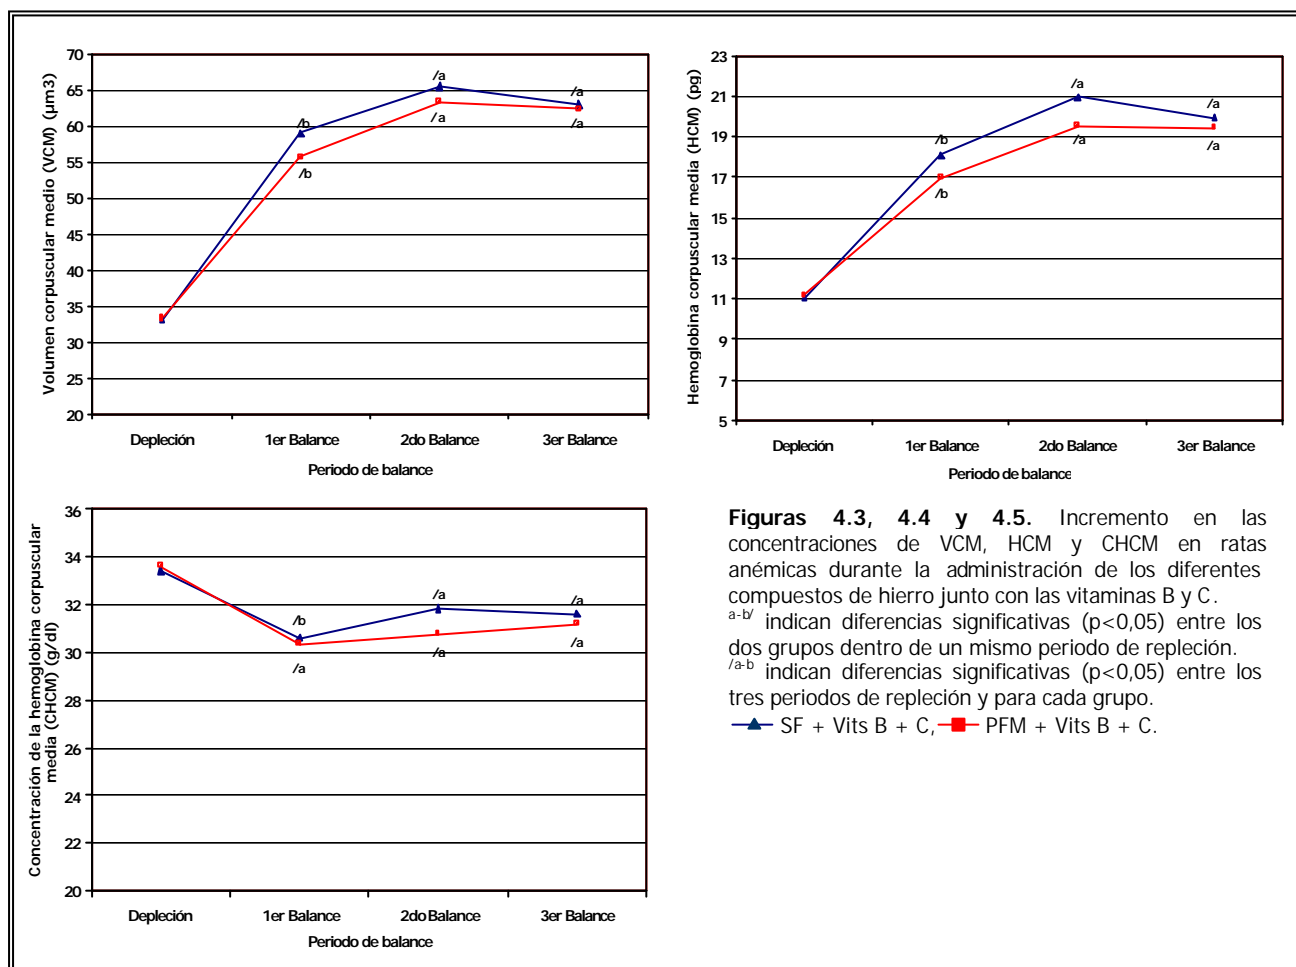 Volumen corpuscular medio (VCM) (µm3)
70
65
60
55
50
45
40
35
30
25
20
/a
/a
/b
/a
/a
/b
Depleción
1er Balance
2do Balance
3er Balance
Periodo de balance
Hemoglobina corpuscular media (HCM) (pg)
23
21
19
17
15
13
11
9
7
5
/a
/a
/b
/a
/a
/b
Depleción
1er Balance
2do Balance
3er Balance
Periodo de balance
Concentración de la hemoglobina corpuscular
media (CHCM) (g/dl)
36
34
32
30
28
26
24
22
20
/a
/a
/b
/a
/a
/a
Depleción
1er Balance
2do Balance
3er Balance
Periodo de balance
Figuras 4.3, 4.4 y 4.5. Incremento en las
concentraciones de VCM, HCM y CHCM en ratas
anémicas durante la administración de los diferentes
compuestos de hierro junto con las vitaminas B y C.
a-b/ indican diferencias significativas (p<0,05) entre los
dos grupos dentro de un mismo periodo de repleción.
/a-b indican diferencias significativas (p<0,05) entre los
tres periodos de repleción y para cada grupo.
SF + Vits B + C, PFM + Vits B + C.